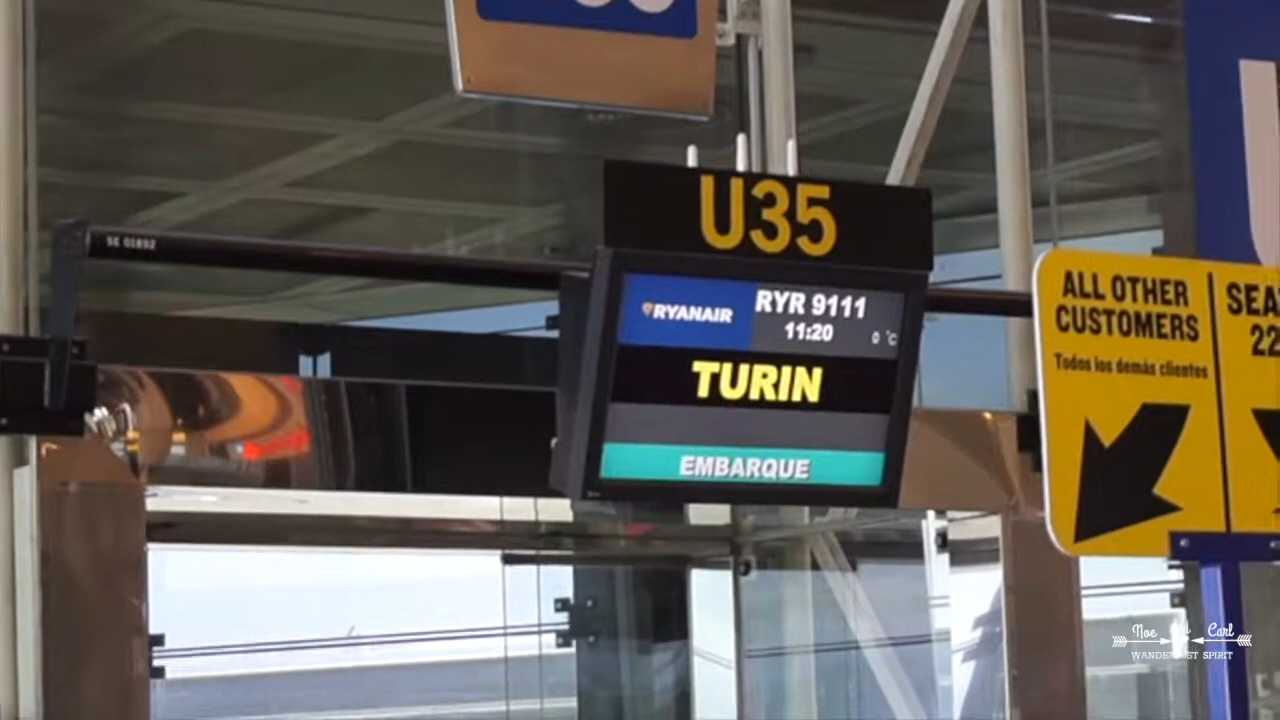 SE 01892
U35
RYANAIR
RYR 9111
11:20
0 °C
TURIN
EMBARQUE
ALL OTHER
CUSTOMERS
Todos los demás clientes
22
Noe Carl
WANDERLUST SPIRIT